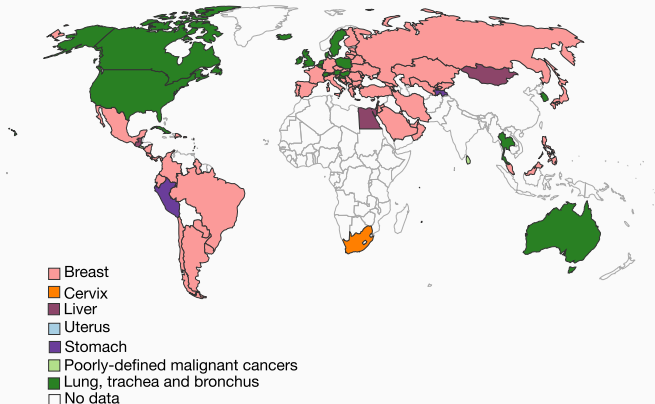 Breast
Cervix
Liver
Uterus
Stomach
Poorly-defined malignant cancers
Lung, trachea and bronchus
No data